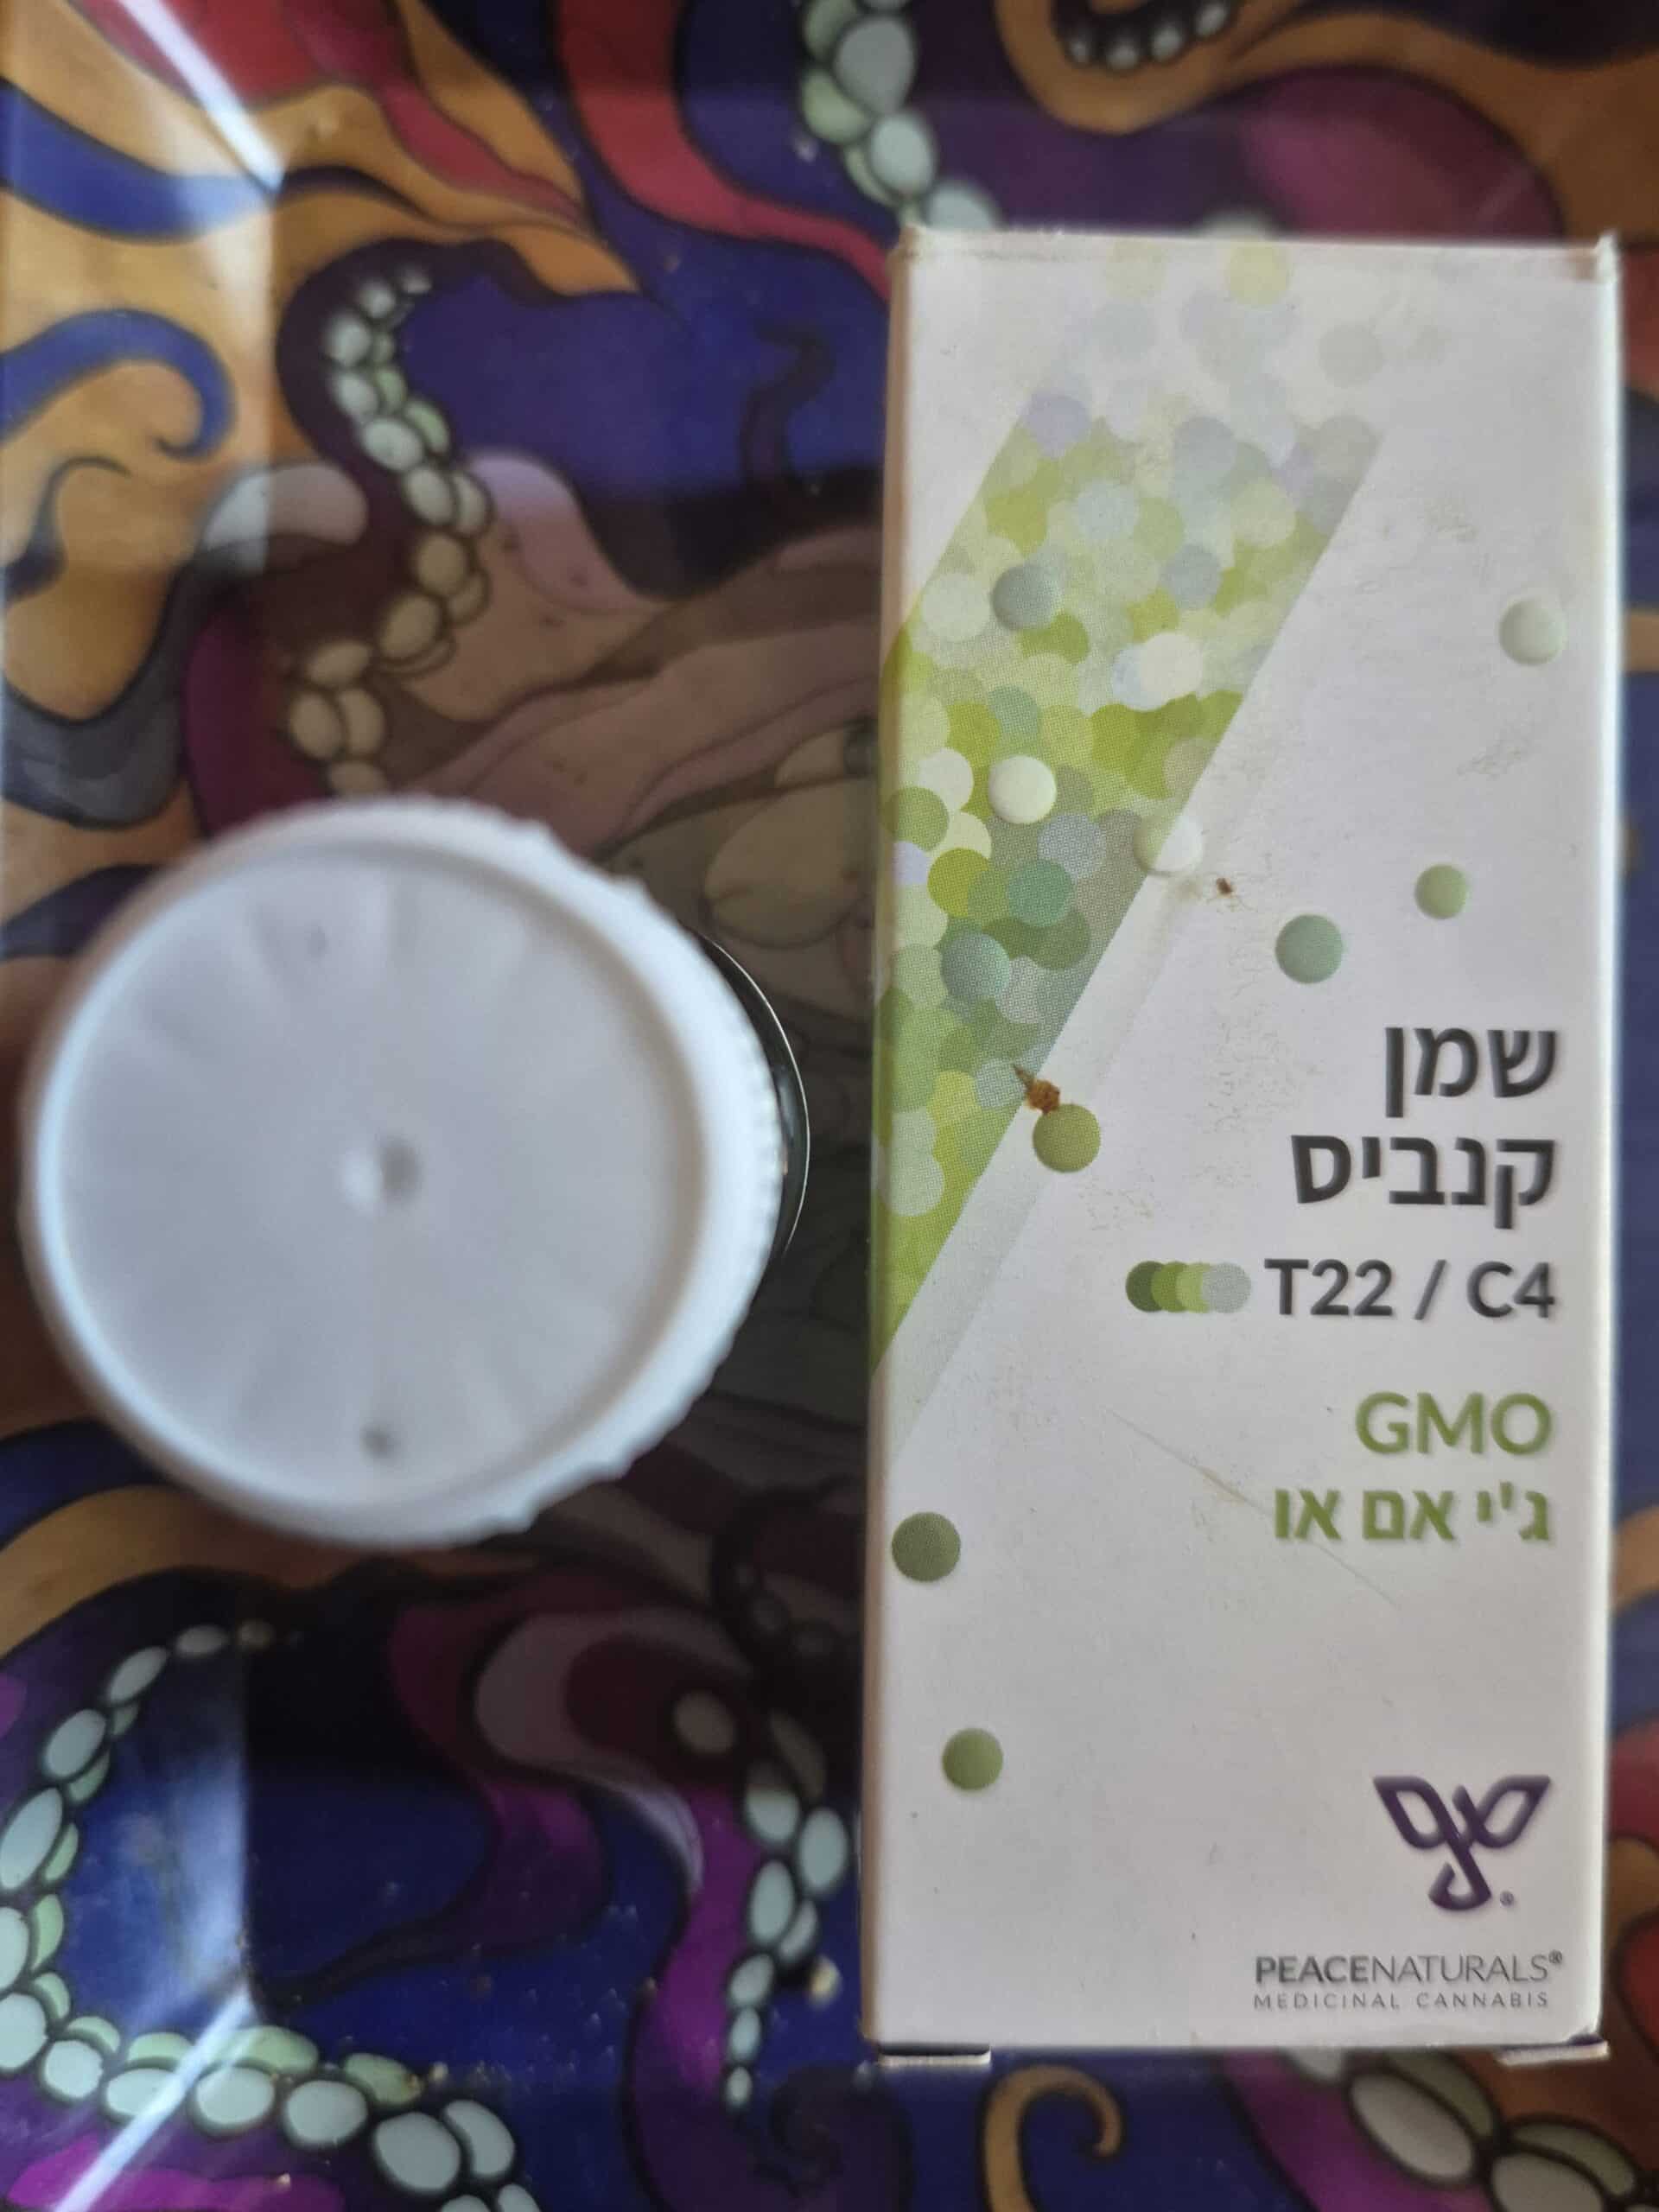 שמן
קנביס
T22 / C4
GMO
ג'י אם או
PEACENATURALS®
MEDICINAL CANNABIS